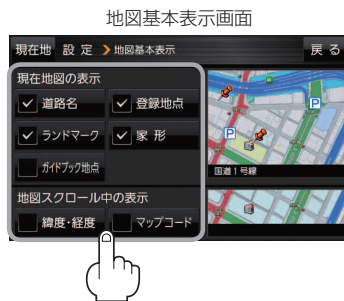 地図基本表示画面
現在地 設 定 地図基本表示 戻 る
現在地図の表示
道路名 登録地点
ランドマーク 家 形
ガイドブック地点
P
P
国道1号線
地図スクロール中の表示
緯度・経度 マップコード